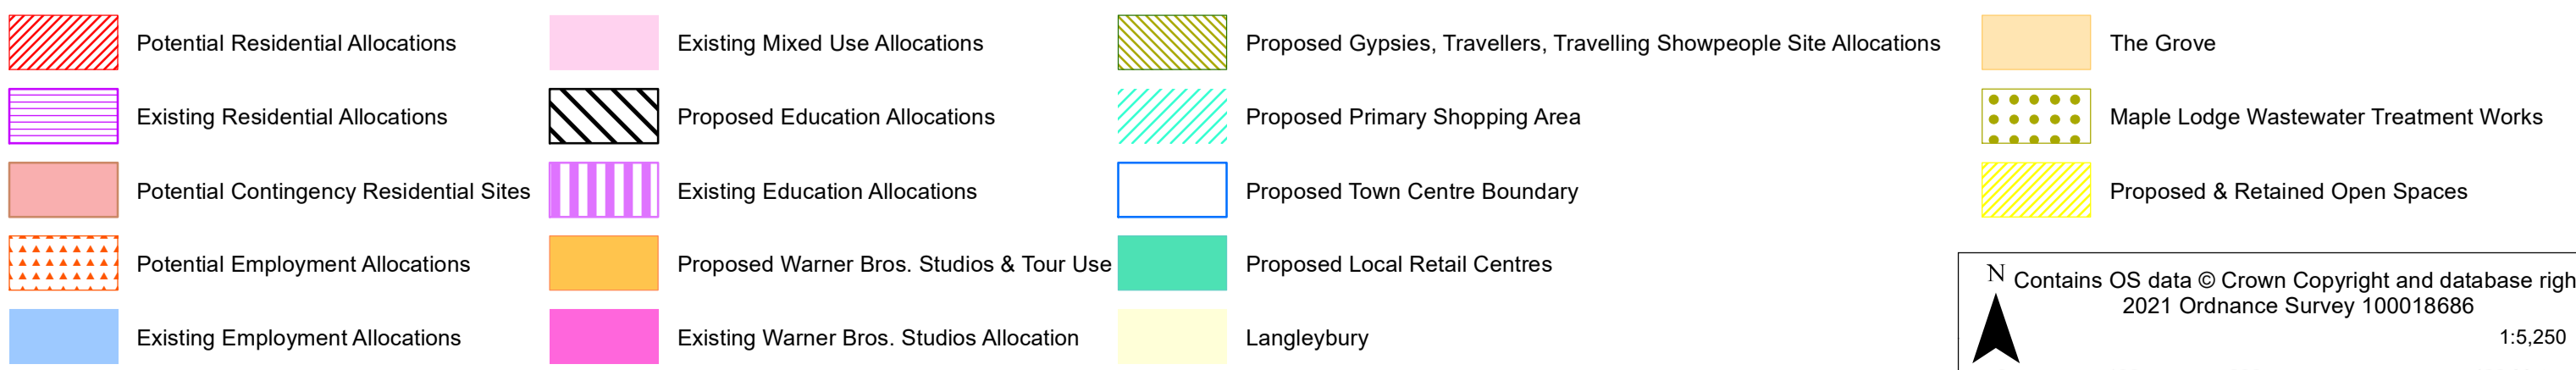 Potential Residential Allocations
Existing Residential Allocations
Potential Contingency Residential Sites
Potential Employment Allocations
Existing Employment Allocations
Existing Mixed Use Allocations
Proposed Education Allocations
Existing Education Allocations
Proposed Warner Bros. Studios & Tour Use
Existing Warner Bros. Studios Allocation
Proposed Gypsies, Travellers, Travelling Showpeople Site Allocations
Proposed Primary Shopping Area
Proposed Town Centre Boundary
Proposed Local Retail Centres
Langleybury
The Grove
Maple Lodge Wastewater Treatment Works
Proposed & Retained Open Spaces
N
Contains OS data © Crown Copyright and database righ
2021 Ordnance Survey 100018686
1:5,250